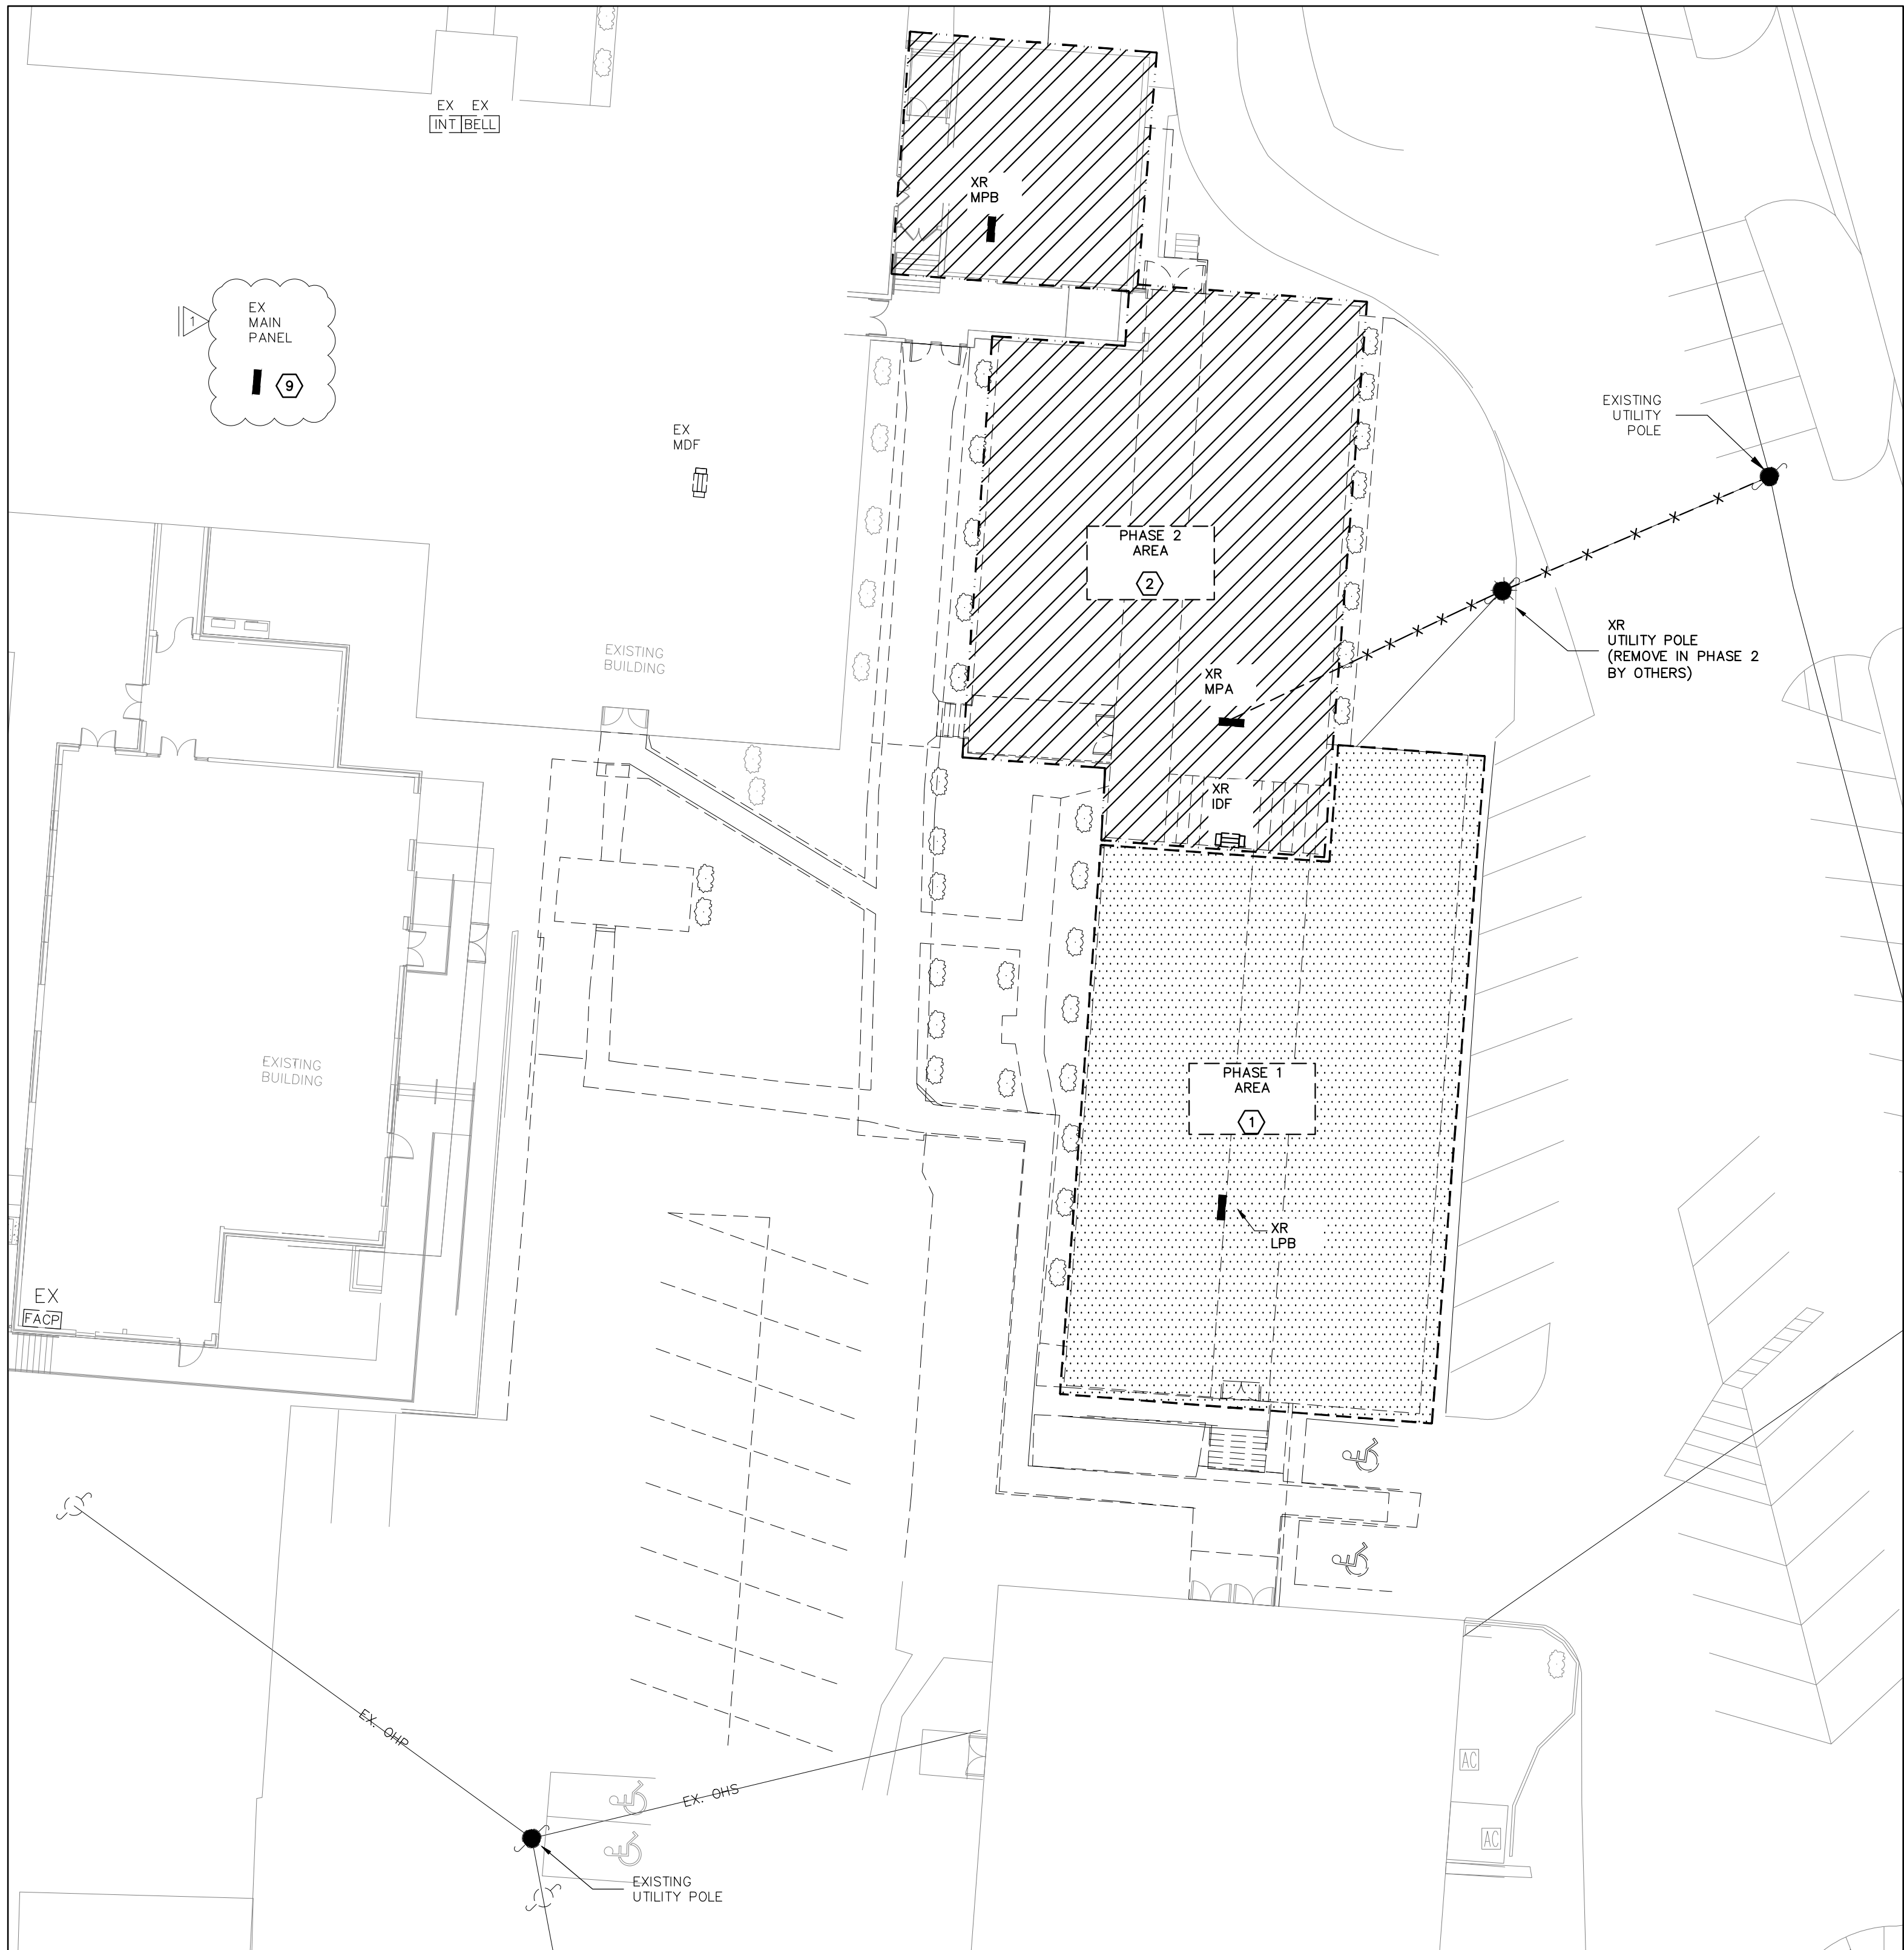 EX EX
INT BELL
XR
MPB
1
EX
MAIN
PANEL
9
EX
MDF
EXISTING
UTILITY
POLE
PHASE 2
AREA
2
XR
UTILITY POLE
(REMOVE IN PHASE 2
BY OTHERS)
EXISTING
BUILDING
XR
MPA
XR
IDF
EXISTING
BUILDING
PHASE 1
AREA
1
XR
LPB
EX
FACP
EX. OHP
EX. OHS
AC
AC
EXISTING
UTILITY POLE